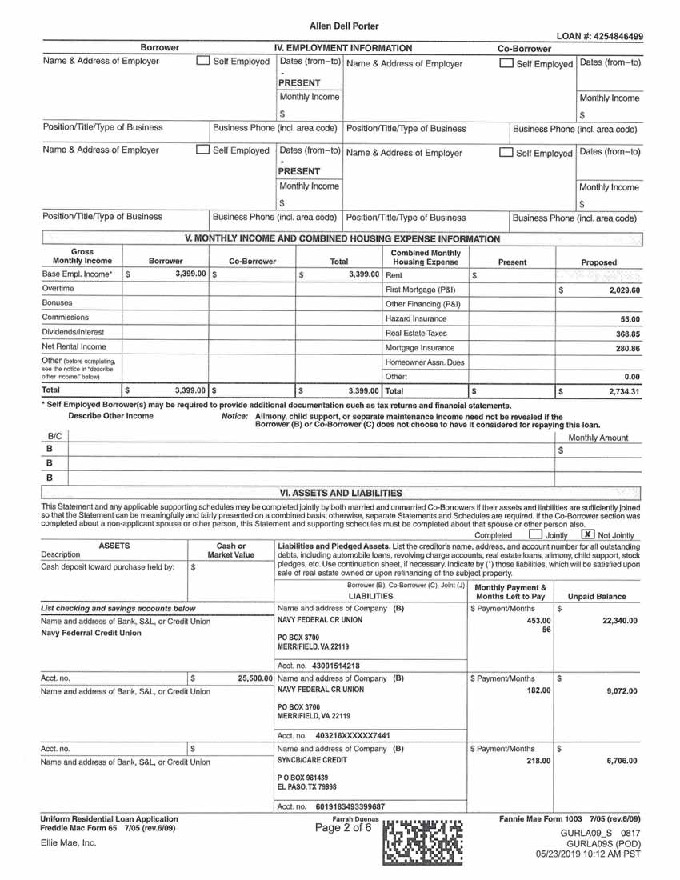 Allen Dell Porter
LOAN #: 4254846499
Borrower IV. EMPLOYMENT INFORMATION Co-Borrower
Name & Address of Employer Self Employed Dates (from–to) Name & Address of Employer Self Employed Dates (from–to)
-
PRESENT
Monthly Income Monthly Income
$ $
Position/Title/Type of Business Business Phone (incl. area code) Position/Title/Type of Business Business Phone (incl. area code)
Name & Address of Employer Self Employed Dates (from–to) Name & Address of Employer Self Employed Dates (from–to)
-
PRESENT
Monthly Income Monthly Income
$ $
Position/Title/Type of Business Business Phone (incl. area code) Position/Title/Type of Business Business Phone (incl. area code)
V. MONTHLY INCOME AND COMBINED HOUSING EXPENSE INFORMATION
Gross Monthly Income Borrower Co-Borrower Total Combined Monthly Housing Expense Present Proposed
Base Empl. Income* $ 3,399.00 $ $ 3,399.00 Rent $
Overtime First Mortgage (P&I) $ 2,029.60
Bonuses Other Financing (P&I)
Commissions Hazard Insurance 55.00
Dividends/Interest Real Estate Taxes
Net Rental Income Mortgage Insurance 280.86
Other (before completing, Homeowner Assn. Dues
see the notice in "describe
other income" below) Other: 0.00
Total $ 3,399.00 $ $ 3,399.00 Total $ $ 2,734.31
* Self Employed Borrower(s) may be required to provide additional documentation such as tax returns and financial statements.
Describe Other Income Notice: Alimony, child support, or separate maintenance income need not be revealed if the
Borrower (B) or Co-Borrower (C) does not choose to have it considered for repaying this loan.
B/C Monthly Amount
B $
B
B
VI. ASSETS AND LIABILITIES
This Statement and any applicable supporting schedules may be completed jointly by both married and unmarried Co-Borrowers if their assets and liabilities are sufficiently joined
so that the Statement can be meaningfully and fairly presented on a combined basis; otherwise, separate Statements and Schedules are required. If the Co-Borrower section was
completed about a non-applicant spouse or other person, this Statement and supporting schedules must be completed about that spouse or other person also.
Completed Jointly X Not Jointly
ASSETS Cash or Liabilities and Pledged Assets. List the creditor's name, address, and account number for all outstanding
Description Market Value debts, including automobile loans, revolving charge accounts, real estate loans, alimony, child support, stock
Cash deposit toward purchase held by: $ pledges, etc. Use continuation sheet, if necessary. Indicate by (*) those liabilities, which will be satisfied upon
sale of real estate owned or upon refinancing of the subject property.
Borrower (B), Co-Borrower (C), Joint (J) Monthly Payment &
LIABILITIES Months Left to Pay Unpaid Balance
List checking and savings accounts below Name and address of Company (B) $ Payment/Months $
Name and address of Bank, S&L, or Credit Union NAVY FEDERAL CR UNION 453.00 22,340.00
Navy Federal Credit Union
PO BOX 3700
MERRIFIELD, VA 22119
Acct. no. 43001514218
Acct. no. $ 25,500.00 Name and address of Company (B) $ Payment/Months $
Name and address of Bank, S&L, or Credit Union NAVY FEDERAL CR UNION 182.00 9,072.00
PO BOX 3700
MERRIFIELD, VA 22119
Acct. no. 403216XXXXXX7441
Acct. no. $ Name and address of Company (B) $ Payment/Months $
Name and address of Bank, S&L, or Credit Union SYNCB/CARE CREDIT 218.00 6,706.00
P O BOX 981439
EL PASO, TX 79998
Acct. no. 6019183493399687
Uniform Residential Loan Application Farrah Duenas Fannie Mae Form 1003 7/05 (rev.6/09)
Freddie Mac Form 65 7/05 (rev.6/09) Page 2 of 6 GURLA09_S 0817
Ellie Mae, Inc. GURLA09S (POD)
05/23/2019 10:12 AM PST